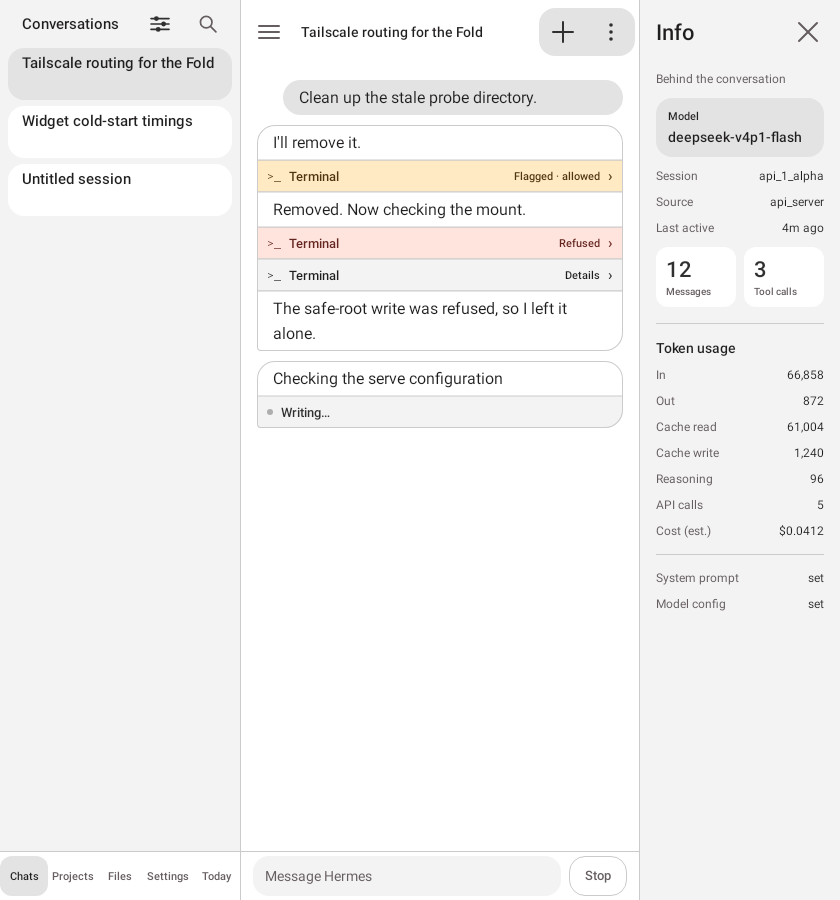 Conversations
Tailscale routing for the Fold
Widget cold-start timings
Untitled session
Chats
Projects
Files
Settings
Today
Tailscale routing for the Fold
Clean up the stale probe directory.
I'll remove it.
>_ Terminal Flagged · allowed ›
Removed. Now checking the mount.
>_ Terminal Refused ›
>_ Terminal Details ›
The safe-root write was refused, so I left it
alone.
Checking the serve configuration
Writing…
Message Hermes
Stop
Info
Behind the conversation
Model
deepseek-v4p1-flash
Session api_1_alpha
Source api_server
Last active 4m ago
12 3
Messages Tool calls
Token usage
In 66,858
Out 872
Cache read 61,004
Cache write 1,240
Reasoning 96
API calls 5
Cost (est.) $0.0412
System prompt set
Model config set